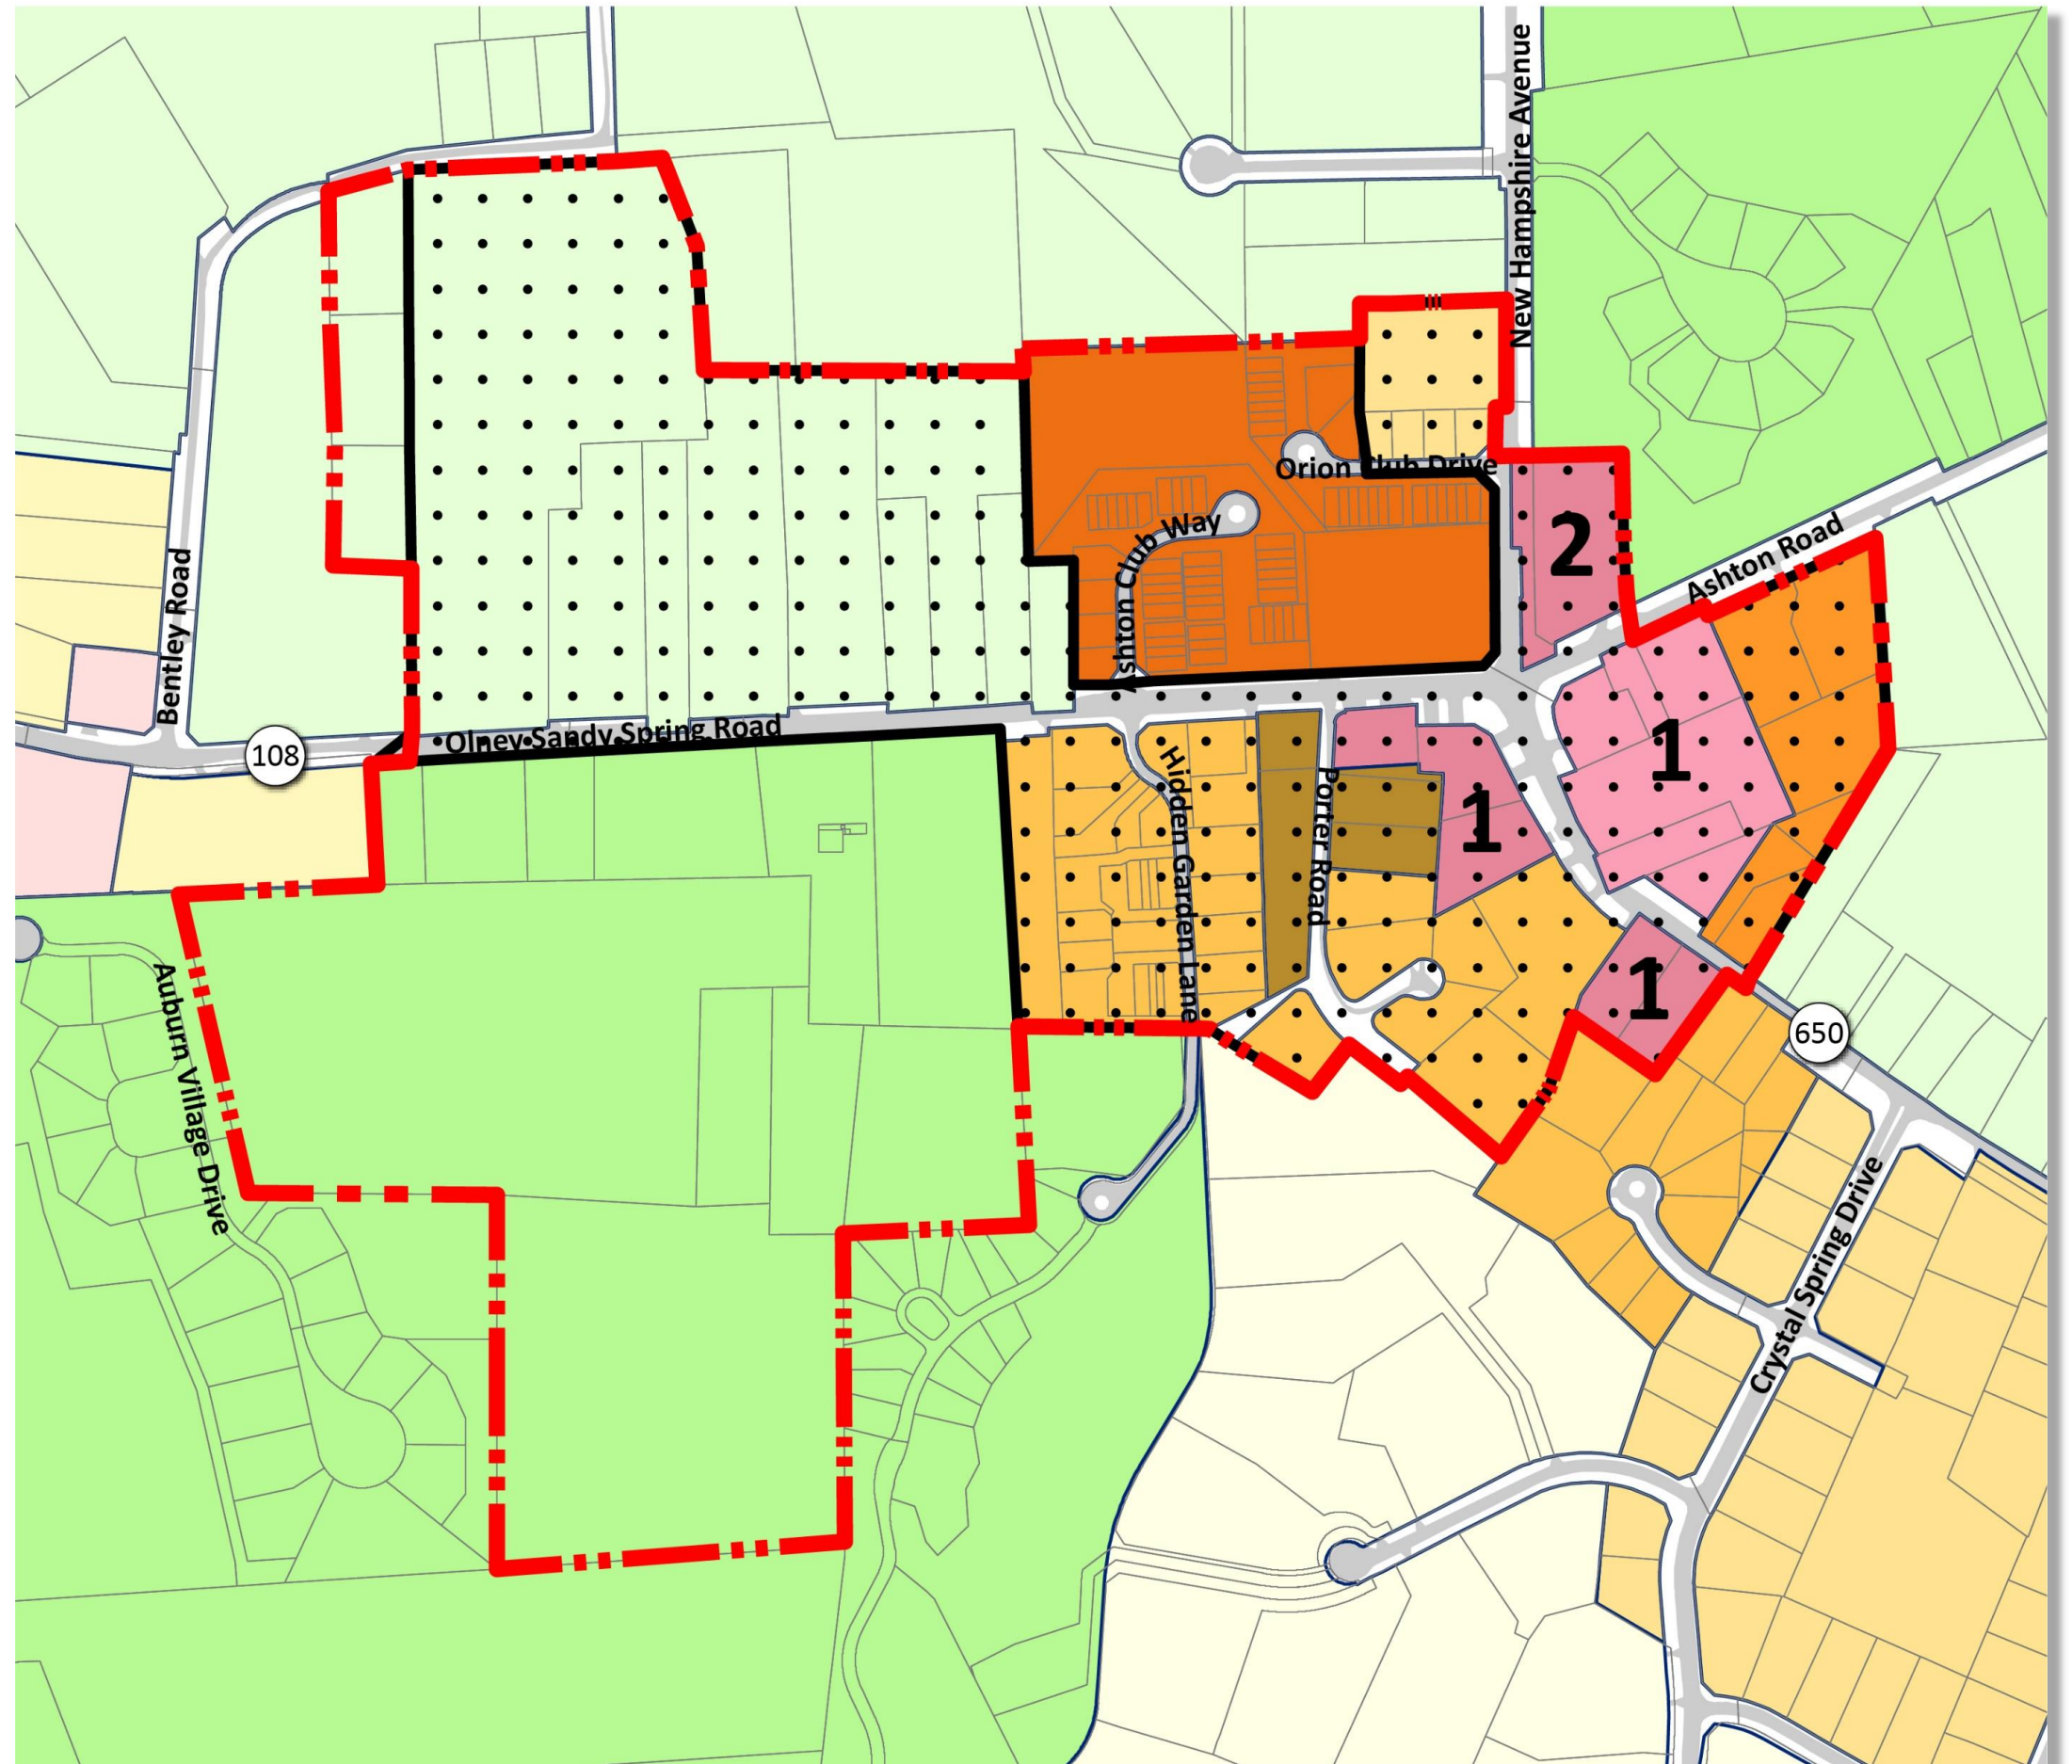 New Hampshire Avenue
Orion Club Drive
Ashton Club Way
2
Ashton Road
Bentley Road
108
Olney-Sandy Spring Road
1
1
Hidden Garden Lane
Porter Road
1
650
Auburn Village Drive
Crystal Spring Drive